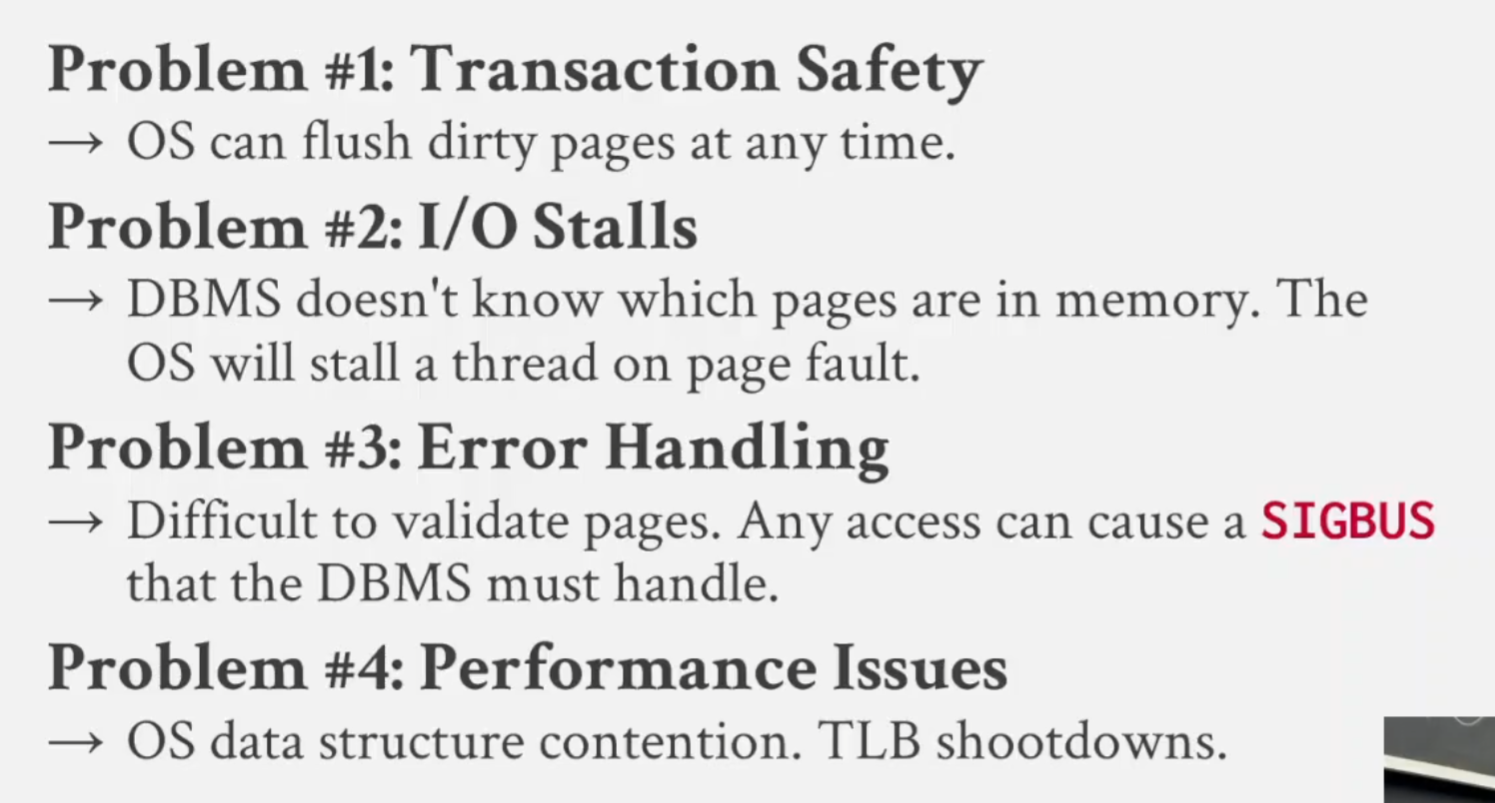 Problem #1: Transaction Safety
→ OS can flush dirty pages at any time.
Problem #2: I/O Stalls
→ DBMS doesn't know which pages are in memory. The
OS will stall a thread on page fault.
Problem #3: Error Handling
→ Difficult to validate pages. Any access can cause a SIGBUS
that the DBMS must handle.
Problem #4: Performance Issues
→ OS data structure contention. TLB shootdowns.